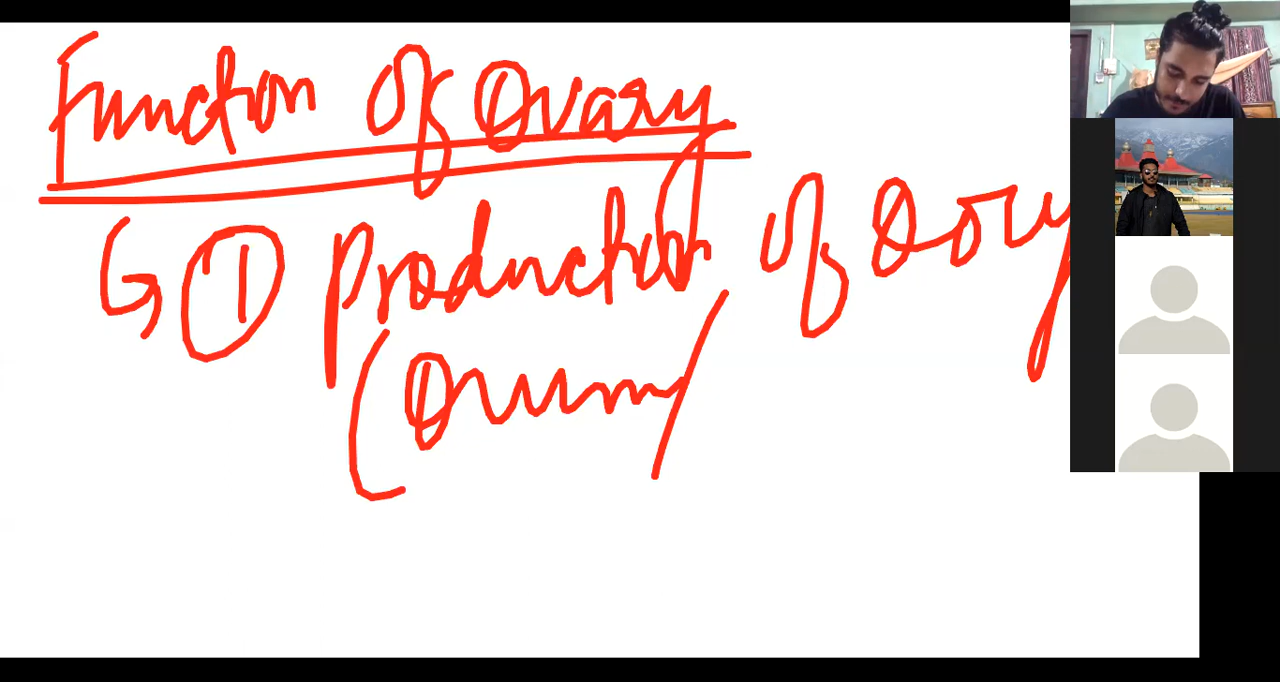 Function of Ovary
① Production of
(Ovum)